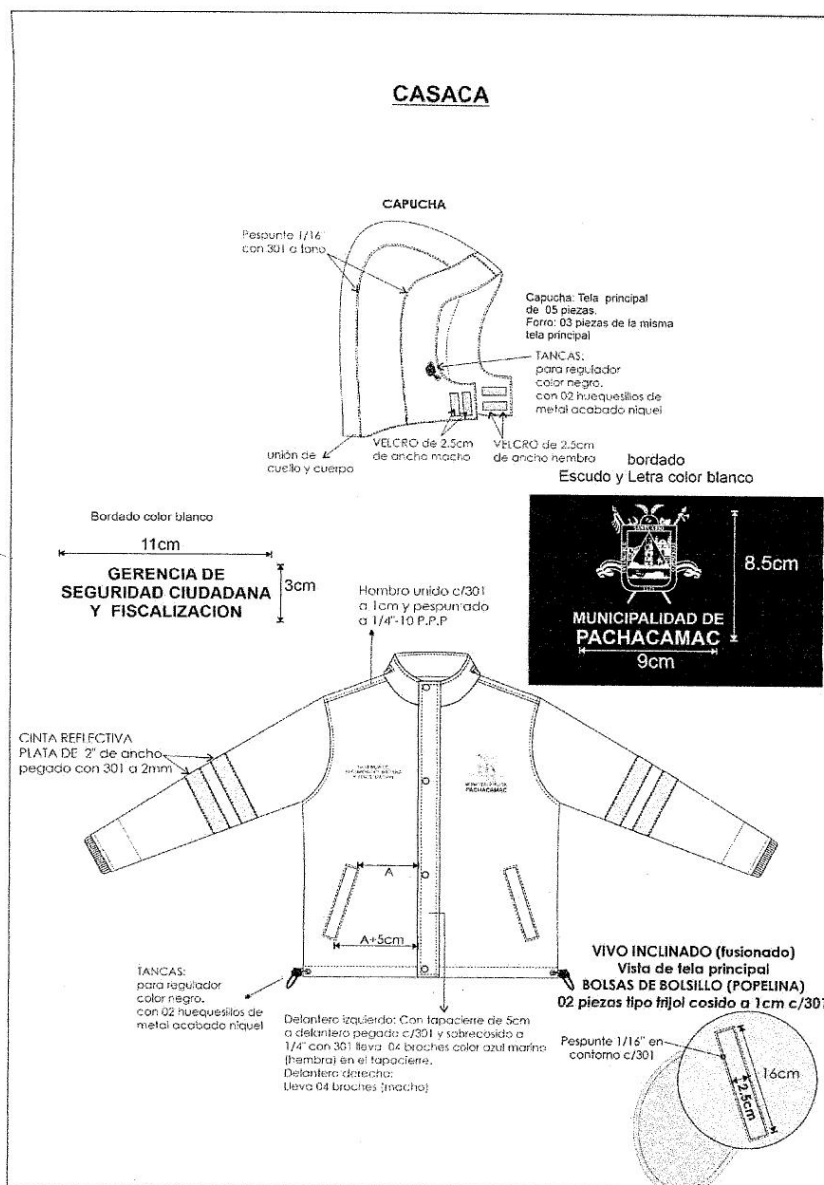 CASACA
CAPUCHA
Pespunte 1/16"
con 301 a tono
Capucha: Tela principal
de 05 piezas.
Forro: 03 piezas de la misma
tela principal
TANCAS:
para regulador
color negro.
con 02 huequesillos de
metal acabado niquel
VELCRO de 2.5cm
de ancho macho
VELCRO de 2.5cm
de ancho hembra
unión de
cuello y cuerpo
bordado
Escudo y Letra color blanco
8.5cm
MUNICIPALIDAD DE
PACHACAMAC
9cm
Bordado color blanco
11cm
GERENCIA DE
SEGURIDAD CIUDADANA
Y FISCALIZACION
3cm
Hombro unido c/301
a 1cm y pespuntado
a 1/4"-10 P.P.P
CINTA REFLECTIVA
PLATA DE 2" de ancho
pegado con 301 a 2mm
PACHACAMAC
A
A+5cm
TANCAS:
para regulador
color negro.
con 02 huequesillos de
metal acabado niquel
Delantero izquierdo: Con tapacierre de 5cm
a delantero pegado c/301 y sobrecosido a
1/4" con 301 lleva 04 broches color azul marino
(hembra) en el tapacierre.
Delantero derecho:
Lleva 04 broches (macho)
VIVO INCLINADO (fusionado)
Vista de tela principal
BOLSAS DE BOLSILLO (POPELINA)
02 piezas tipo frijol cosido a 1cm c/301
Pespunte 1/16" en
contorno c/301
16cm
2.5cm